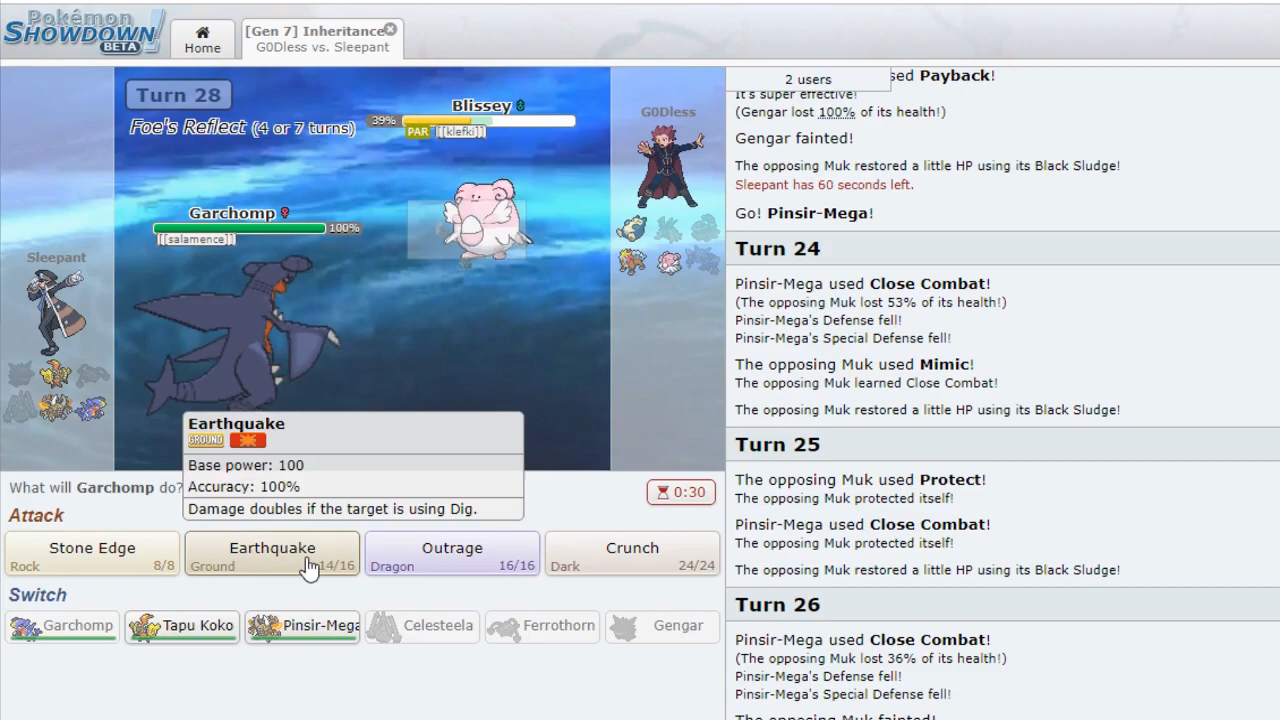 Pokémon
SHOWDOWN!
BETA
Home
[Gen 7] Inheritance
G0Dless vs. Sleepant
Turn 28
Foe's Reflect (4 or 7 turns)
Blissey
39%
PAR [[klefki]]
Garchomp
100%
[[salamence]]
Sleepant
G0Dless
Earthquake
GROUND
Base power: 100
Accuracy: 100%
Damage doubles if the target is using Dig.
What will Garchomp do?
0:30
Attack
Stone Edge
Rock 8/8
Earthquake
Ground 14/16
Outrage
Dragon 16/16
Crunch
Dark 24/24
Switch
Garchomp
Tapu Koko
Pinsir-Mega
Celesteela
Ferrothorn
Gengar
2 users
sed Payback!
It's super effective!
(Gengar lost 100% of its health!)
Gengar fainted!
The opposing Muk restored a little HP using its Black Sludge!
Sleepant has 60 seconds left.
Go! Pinsir-Mega!
Turn 24
Pinsir-Mega used Close Combat!
(The opposing Muk lost 53% of its health!)
Pinsir-Mega's Defense fell!
Pinsir-Mega's Special Defense fell!
The opposing Muk used Mimic!
The opposing Muk learned Close Combat!
The opposing Muk restored a little HP using its Black Sludge!
Turn 25
The opposing Muk used Protect!
The opposing Muk protected itself!
Pinsir-Mega used Close Combat!
The opposing Muk protected itself!
The opposing Muk restored a little HP using its Black Sludge!
Turn 26
Pinsir-Mega used Close Combat!
(The opposing Muk lost 36% of its health!)
Pinsir-Mega's Defense fell!
Pinsir-Mega's Special Defense fell!
The opposing Muk fainted!